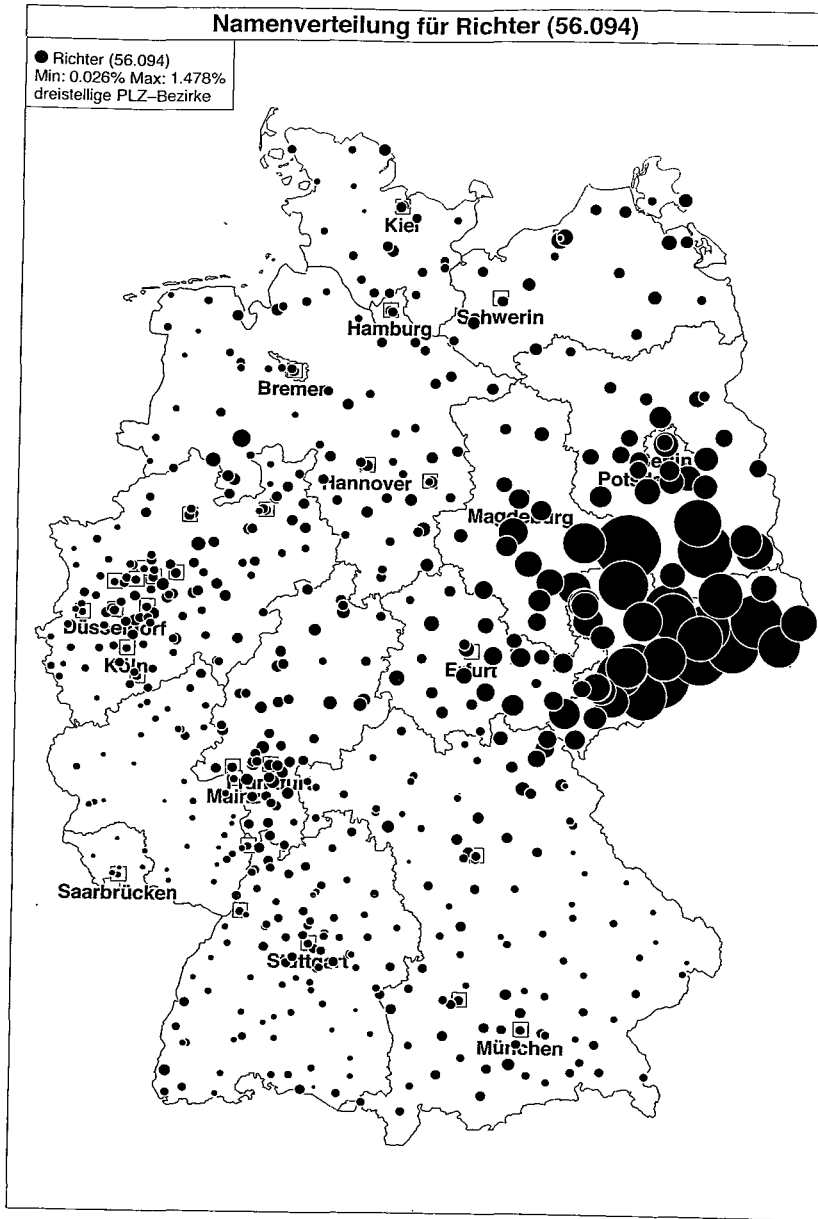 Namenverteilung für Richter (56.094)
Richter (56.094)
Min: 0.026% Max: 1.478%
dreistellige PLZ-Bezirke
Kiel
Schwerin
Hamburg
Bremen
Hannover
Magdeburg
Düsseldorf
Köln
Erfurt
Mainz
Saarbrücken
Stuttgart
München